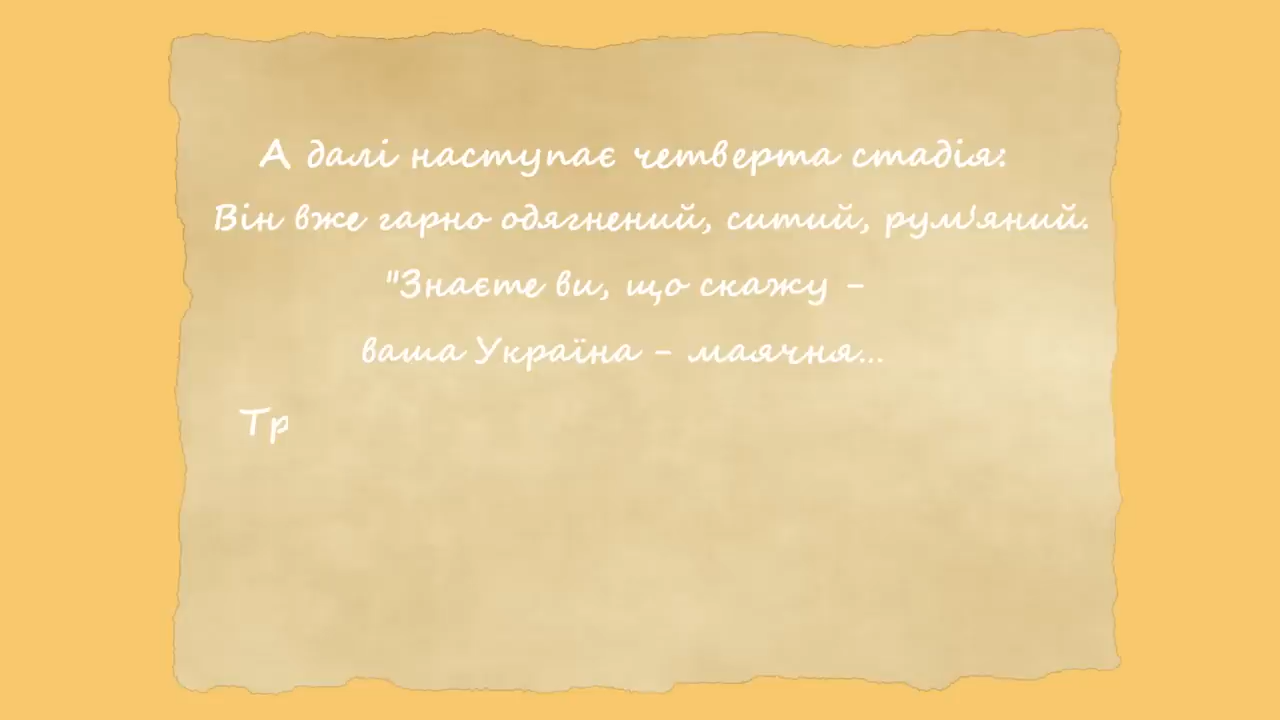 А далі наступає четверта стадія:
Він вже гарно одягнений, ситий, рум'яний.
"Знаєте ви, що скажу -
ваша Україна - маячня...
Тр